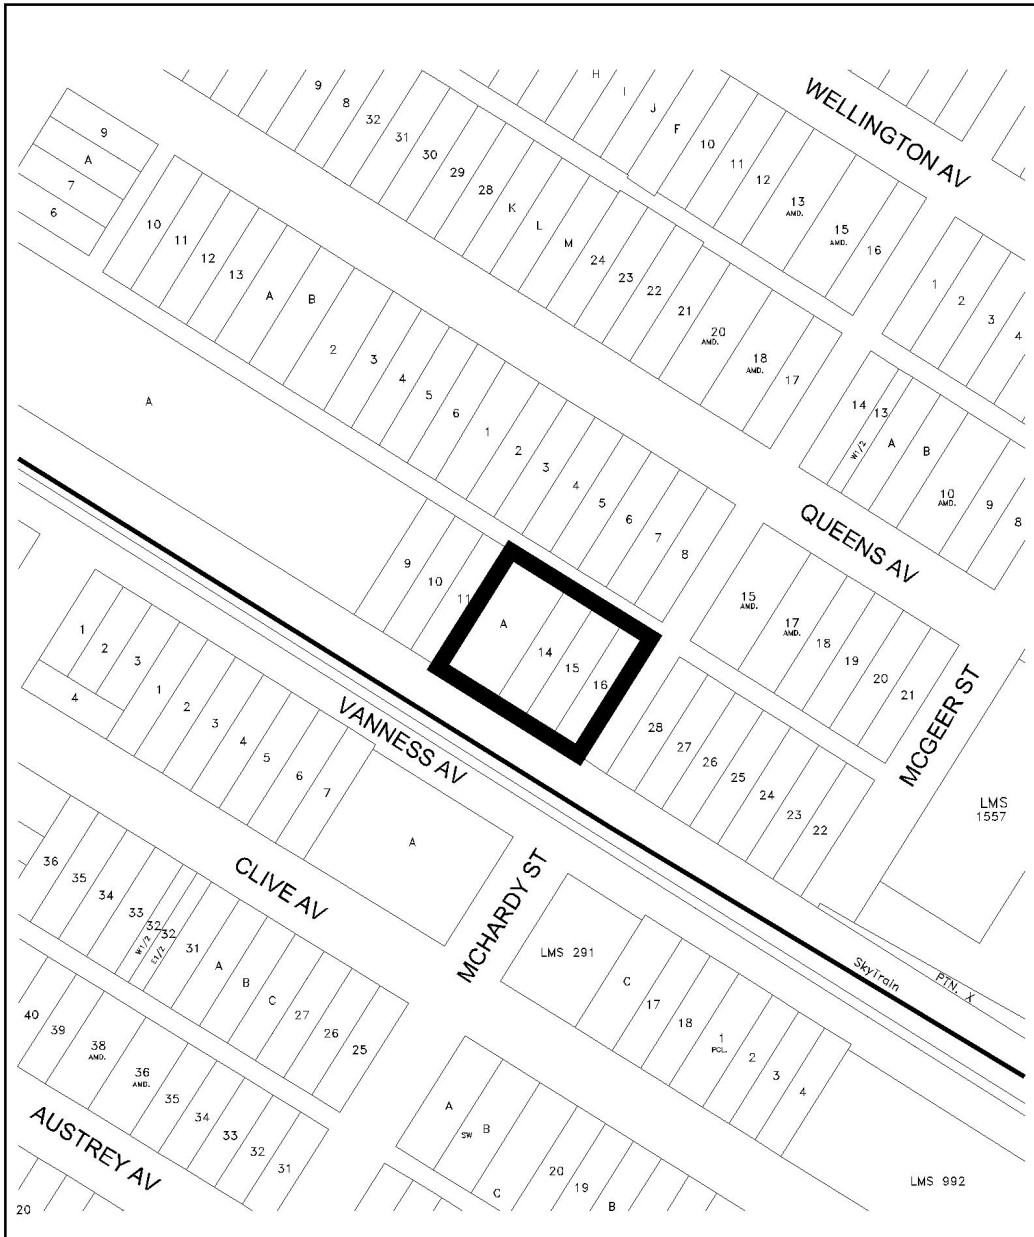 WELLINGTON AV
H
I
J
F
10
11
12
13
AMD.
15
AMD.
16
9
8
32
31
30
29
28
K
L
M
24
23
22
21
20
AMD.
18
AMD.
17
1
2
3
4
9
A
7
6
10
11
12
13
A
B
2
3
4
5
6
1
2
3
4
5
6
7
8
14
13
W1/2
A
B
10
AMD.
9
8
QUEENS AV
A
9
10
11
A
14
15
16
15
AMD.
17
AMD.
18
19
20
21
MCGEER ST
28
27
26
25
24
23
22
LMS
1557
1
2
3
4
1
2
3
4
5
6
7
A
VANNESS AV
CLIVE AV
MCHARDY ST
36
35
34
33
32
W1/2
32
E1/2
31
A
B
C
27
26
25
LMS 291
C
17
18
1
PCL.
2
3
4
SkyTrain
PTN. X
40
39
38
AMD.
36
AMD.
35
34
33
32
31
AUSTREY AV
20
A
SW
B
C
20
19
B
LMS 992